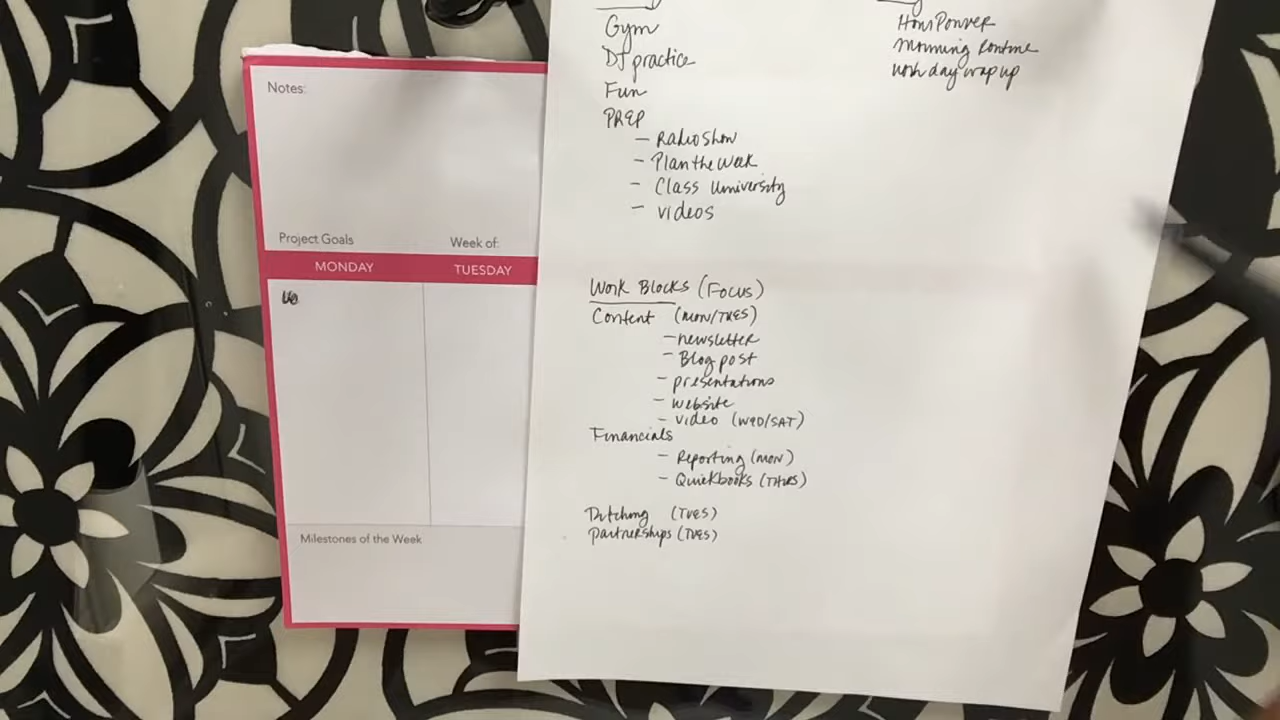 Notes:
Project Goals
Week of:
MONDAY
TUESDAY
Milestones of the Week
Gym
DJ practice
Fun
PREP
- Radio Show
- Plan the Week
- Class University
- Videos
Hour Power
Morning Routine
Work day wrap up
Work Blocks (Focus)
Content (MON/TUES)
- newsletter
- Blog post
- presentations
- website
- video (WED/SAT)
Financials
- Reporting (MON)
- Quickbooks (THURS)
Pitching (TUES)
Partnerships (TUES)